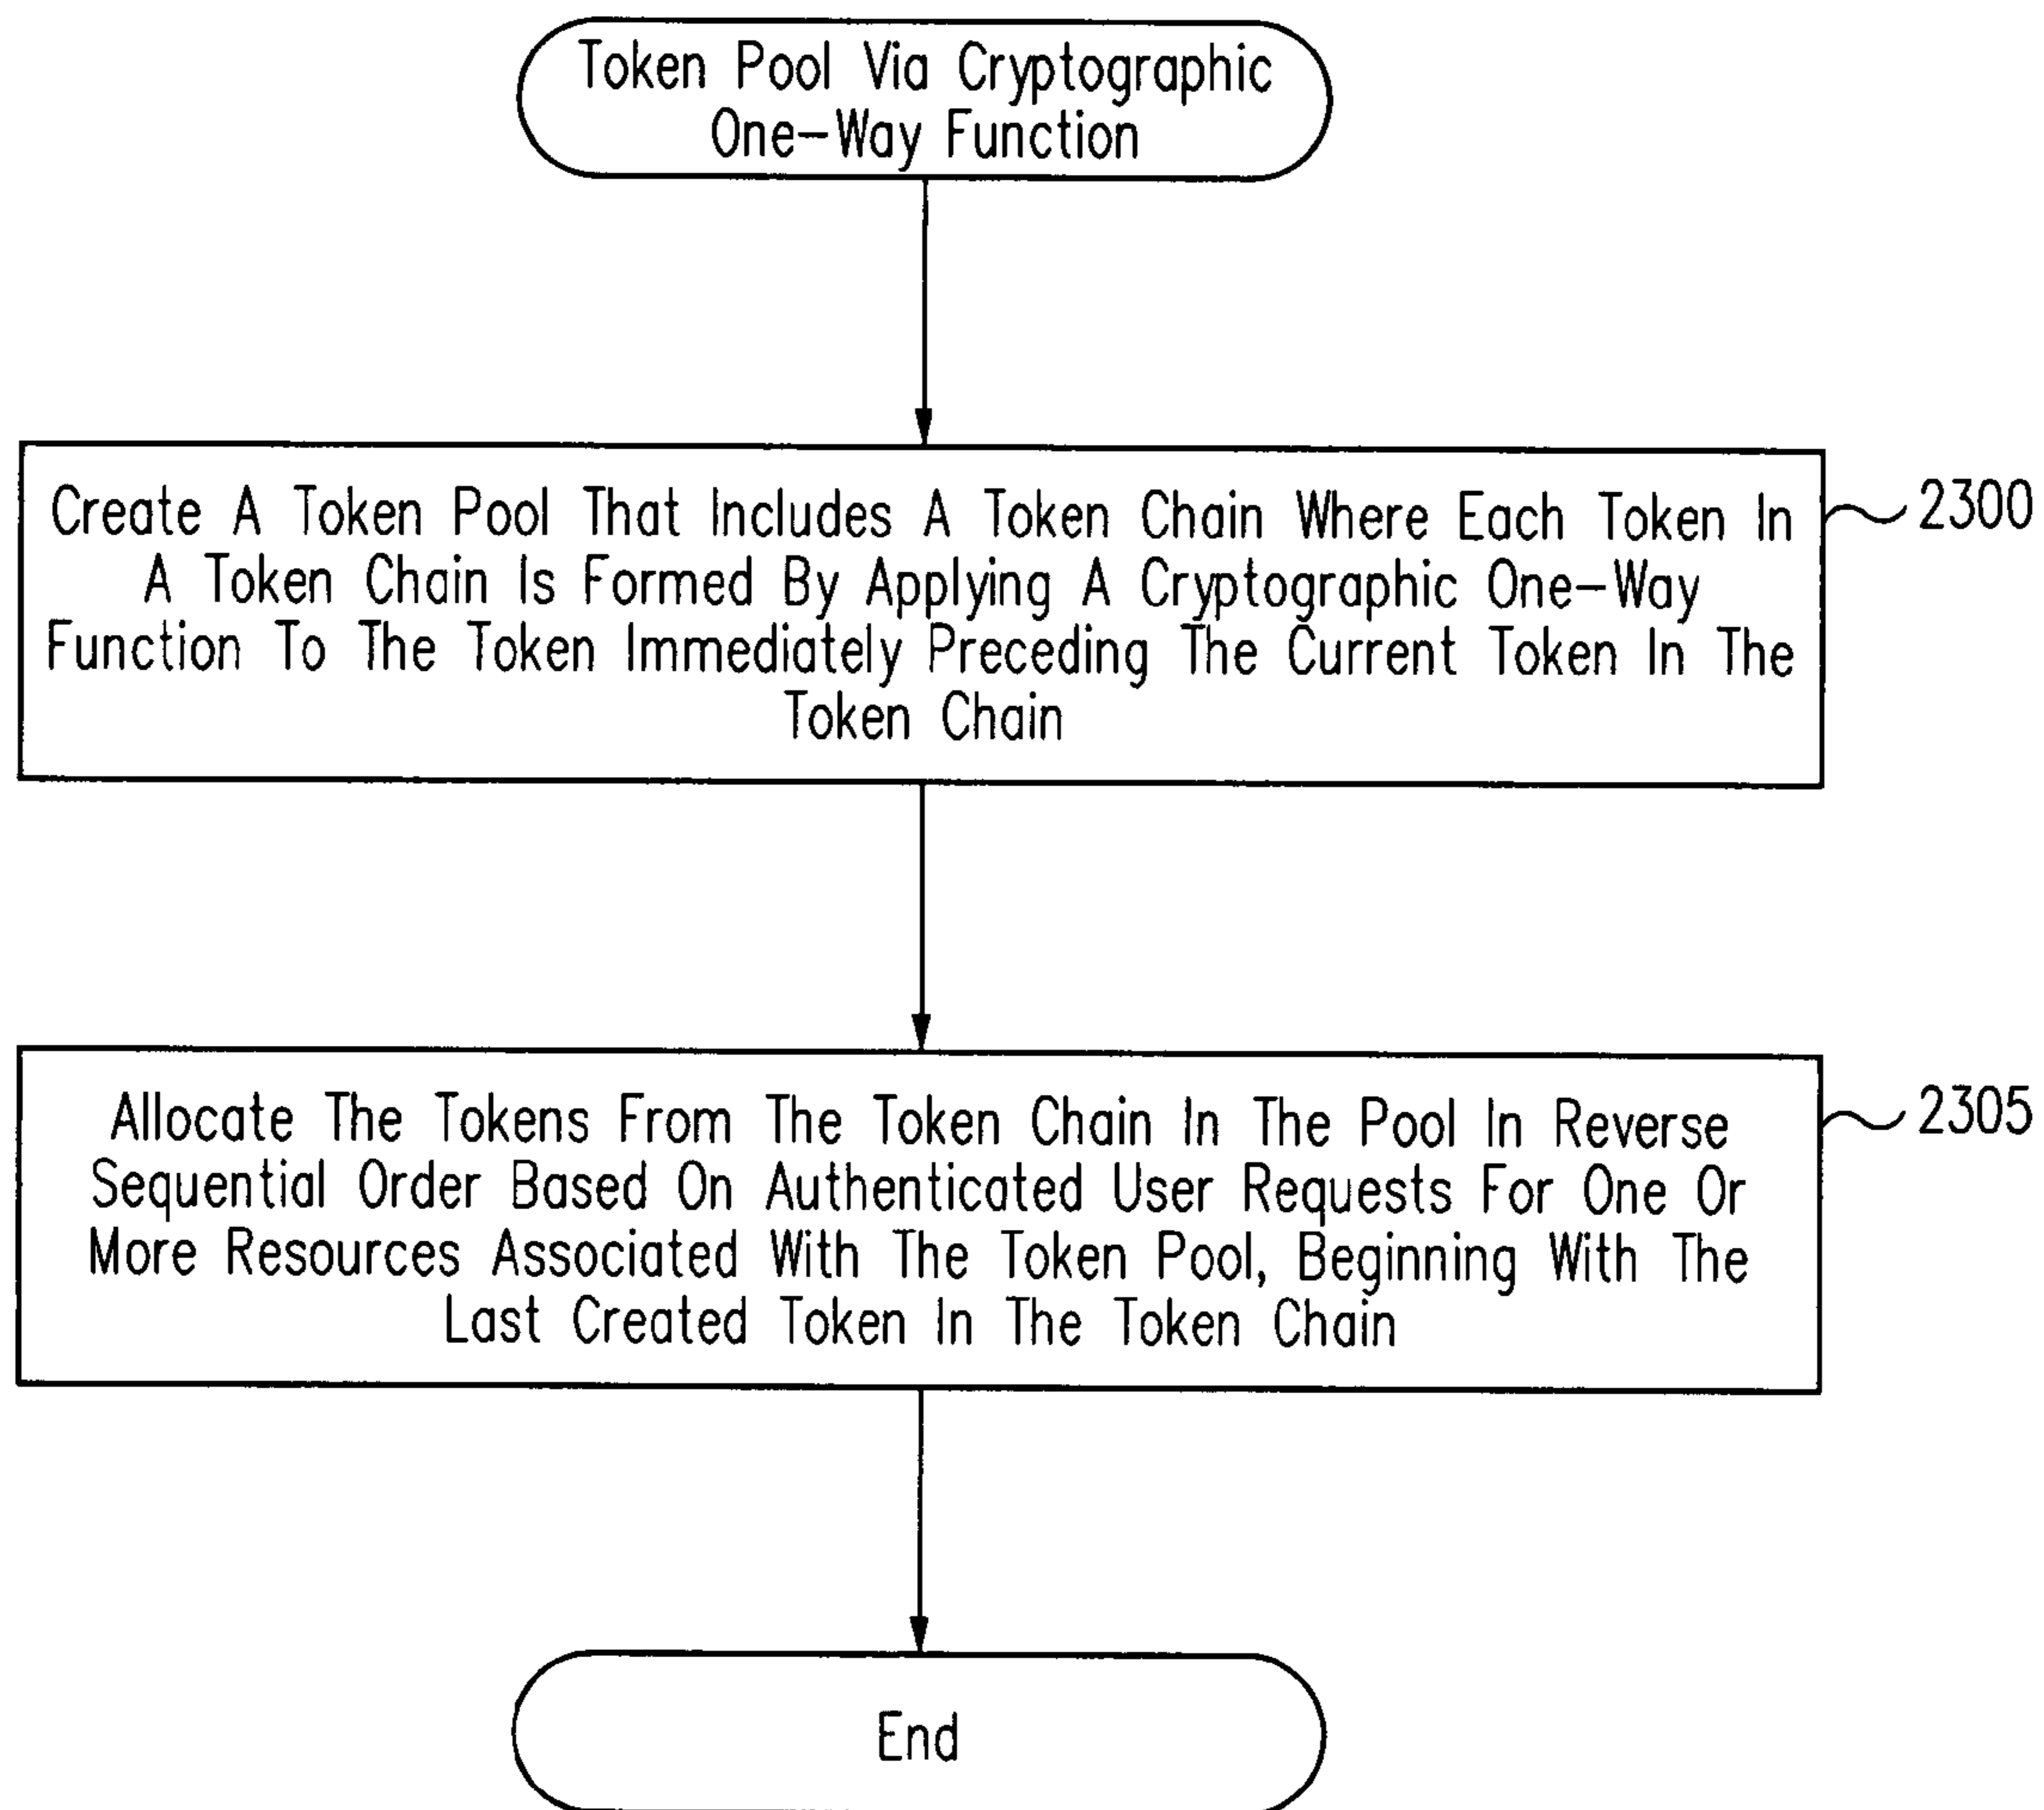 Token Pool Via Cryptographic
One-Way Function
Create A Token Pool That Includes A Token Chain Where Each Token In
A Token Chain Is Formed By Applying A Cryptographic One-Way
Function To The Token Immediately Preceding The Current Token In The
Token Chain
2300
Allocate The Tokens From The Token Chain In The Pool In Reverse
Sequential Order Based On Authenticated User Requests For One Or
More Resources Associated With The Token Pool, Beginning With The
Last Created Token In The Token Chain
2305
End